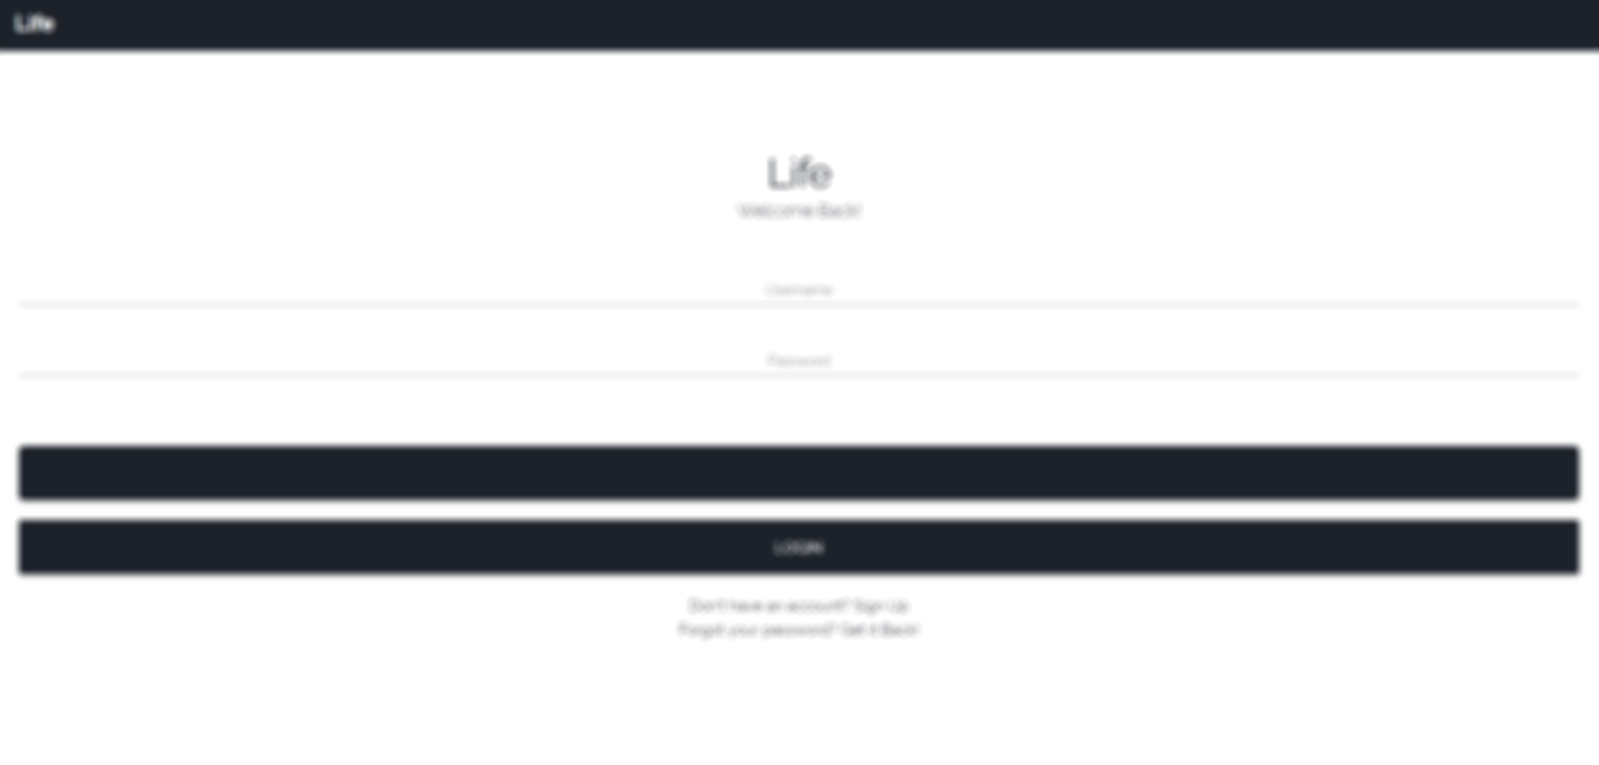 Life
Life
Welcome Back!
Username
Password
LOGIN
Don't have an account? Sign Up
Forgot your password? Get it Back!